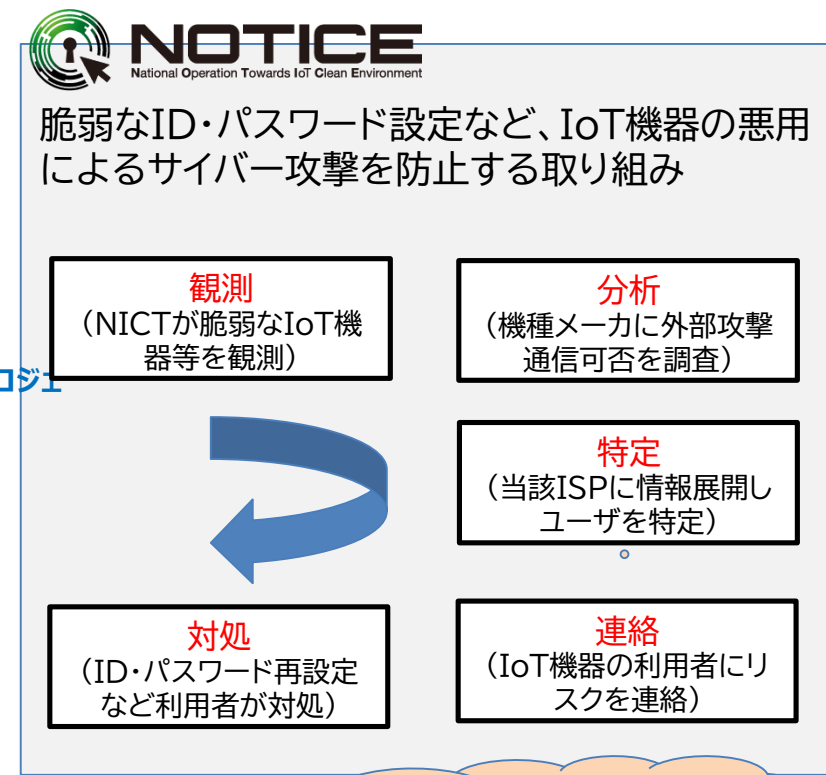 NOTICE
National Operation Towards IoT Clean Environment
脆弱なID・パスワード設定など、IoT機器の悪用
によるサイバー攻撃を防止する取り組み
観測
（NICTが脆弱なIoT機
器等を観測）
分析
（機種メーカに外部攻撃
通信可否を調査）
ロジェ
特定
（当該ISPに情報展開し
ユーザを特定）
対処
（ID・パスワード再設定
など利用者が対処）
連絡
（IoT機器の利用者にリ
スクを連絡）